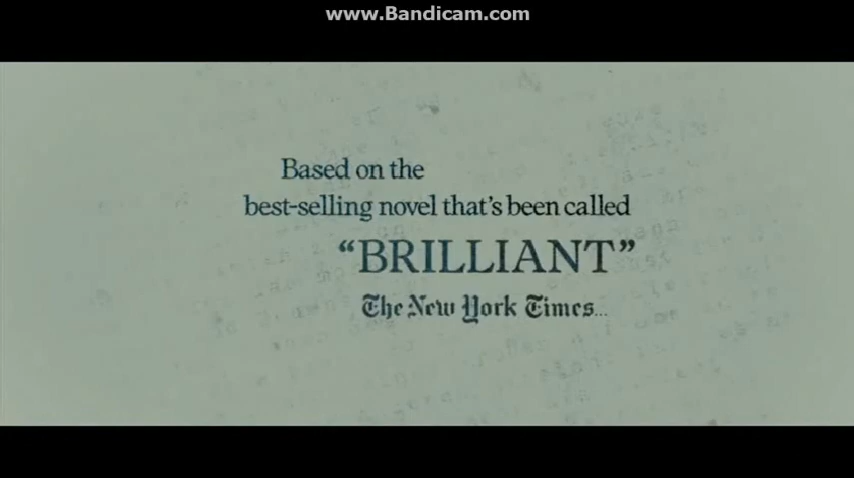 www.Bandicam.com
Based on the
best-selling novel that's been called
“BRILLIANT”
The New York Times...